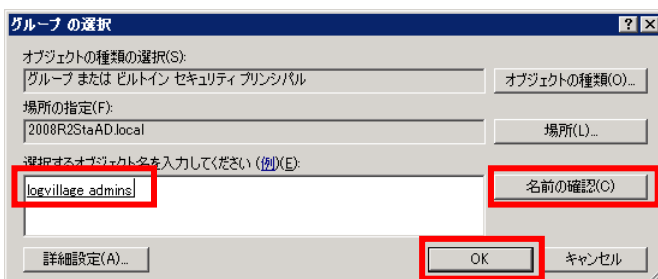 グループ の選択
オブジェクトの種類の選択(S):
グループ または ビルトイン セキュリティ プリンシパル
オブジェクトの種類(O)...
場所の指定(F):
2008R2StaAD.local
場所(L)...
選択するオブジェクト名を入力してください (例)(E):
logvillage admins
名前の確認(C)
詳細設定(A)...
OK
キャンセル